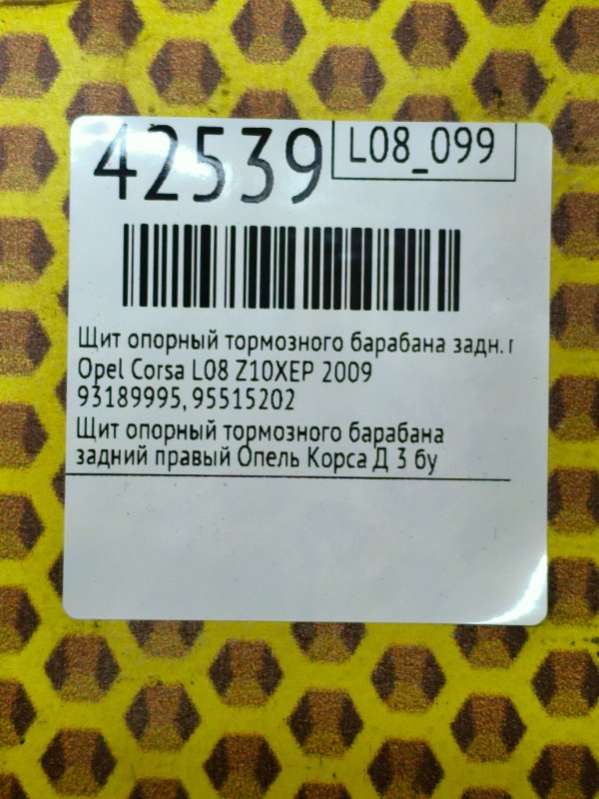 42539
L08_099
Щит опорный тормозного барабана задн.
Opel Corsa L08 Z10XEP 2009
93189995, 95515202
Щит опорный тормозного барабана
задний правый Опель Корса Д 3 бу